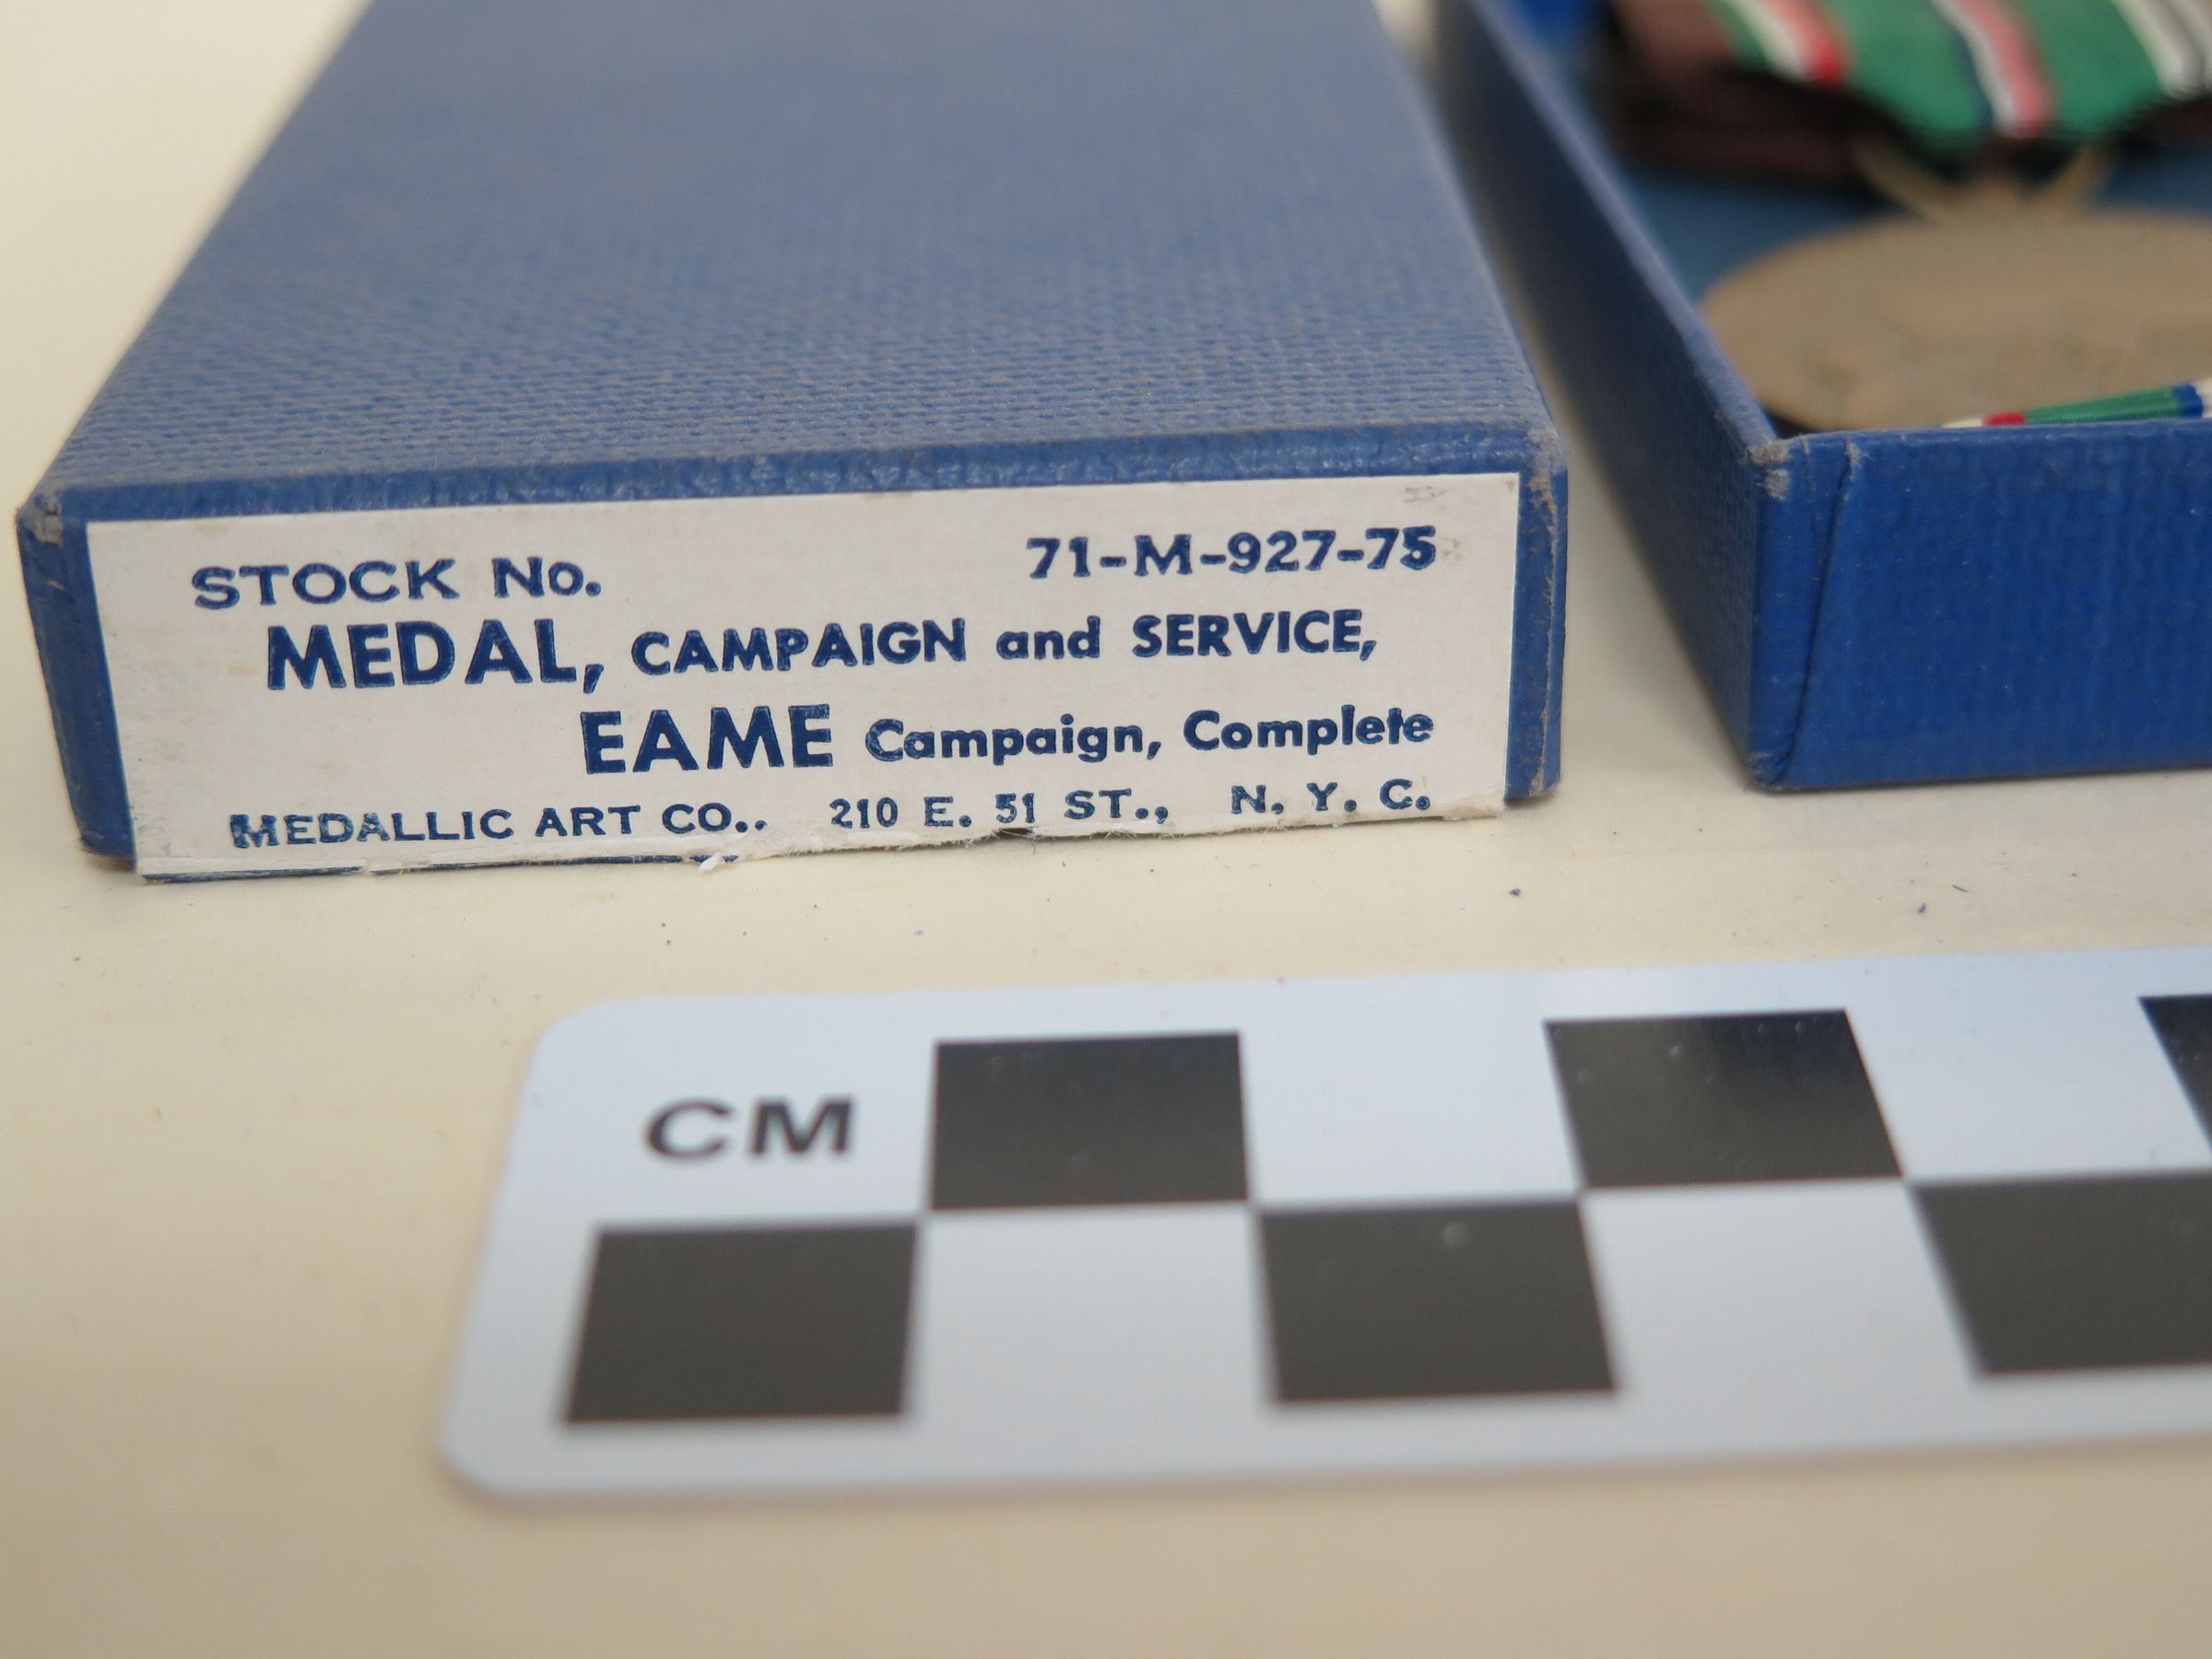 STOCK No. 71-M-927-75
MEDAL, CAMPAIGN and SERVICE,
EAME Campaign, Complete
MEDALLIC ART CO.. 210 E. 51 ST., N. Y. C.
CM